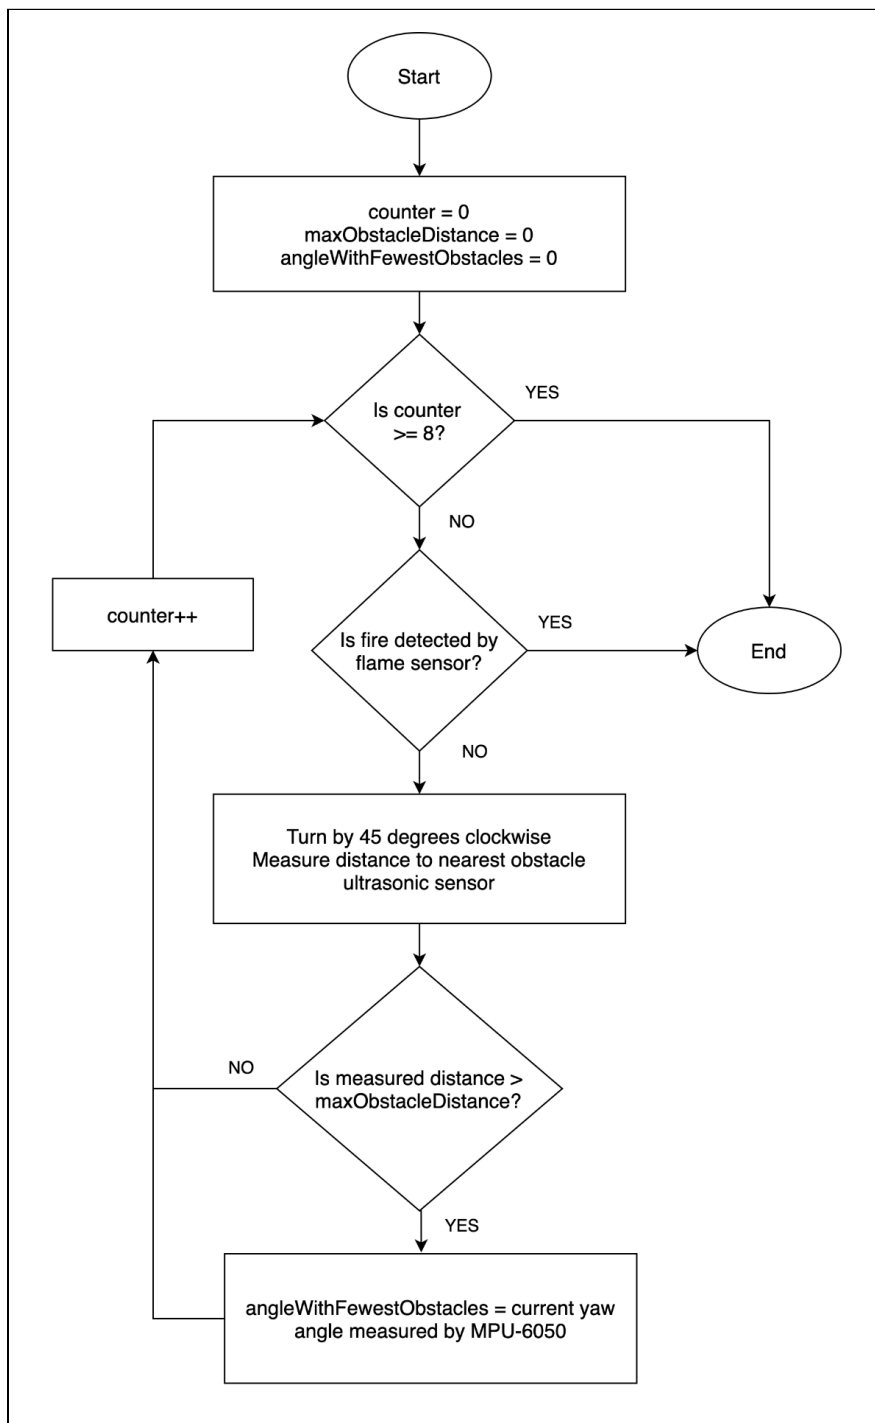 Start
counter = 0
maxObstacleDistance = 0
angleWithFewestObstacles = 0
Is counter
>= 8?
YES
NO
counter++
Is fire detected by
flame sensor?
YES
End
NO
Turn by 45 degrees clockwise
Measure distance to nearest obstacle
ultrasonic sensor
Is measured distance >
maxObstacleDistance?
NO
YES
angleWithFewestObstacles = current yaw
angle measured by MPU-6050